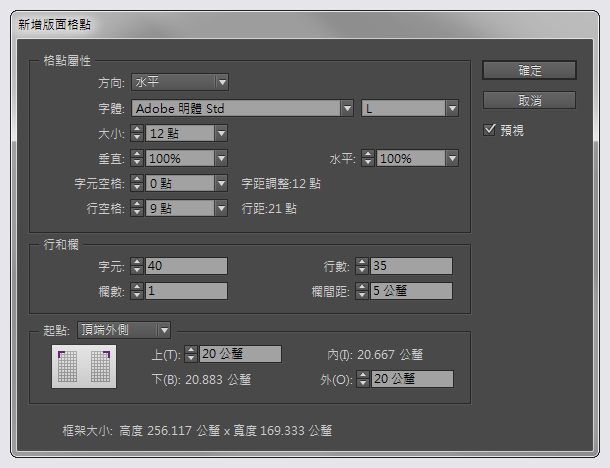 新增版面格點
格點屬性
確定
方向: 水平
取消
字體: Adobe 明體 Std L
預視
大小: 12 點
垂直: 100% 水平: 100%
字元空格: 0 點 字距調整:12 點
行空格: 9 點 行距:21 點
行和欄
字元: 40 行數: 35
欄數: 1 欄間距: 5 公釐
起點: 頂端外側
上(T): 20 公釐 內(I): 20.667 公釐
下(B): 20.883 公釐 外(O): 20 公釐
框架大小: 高度 256.117 公釐 x 寬度 169.333 公釐